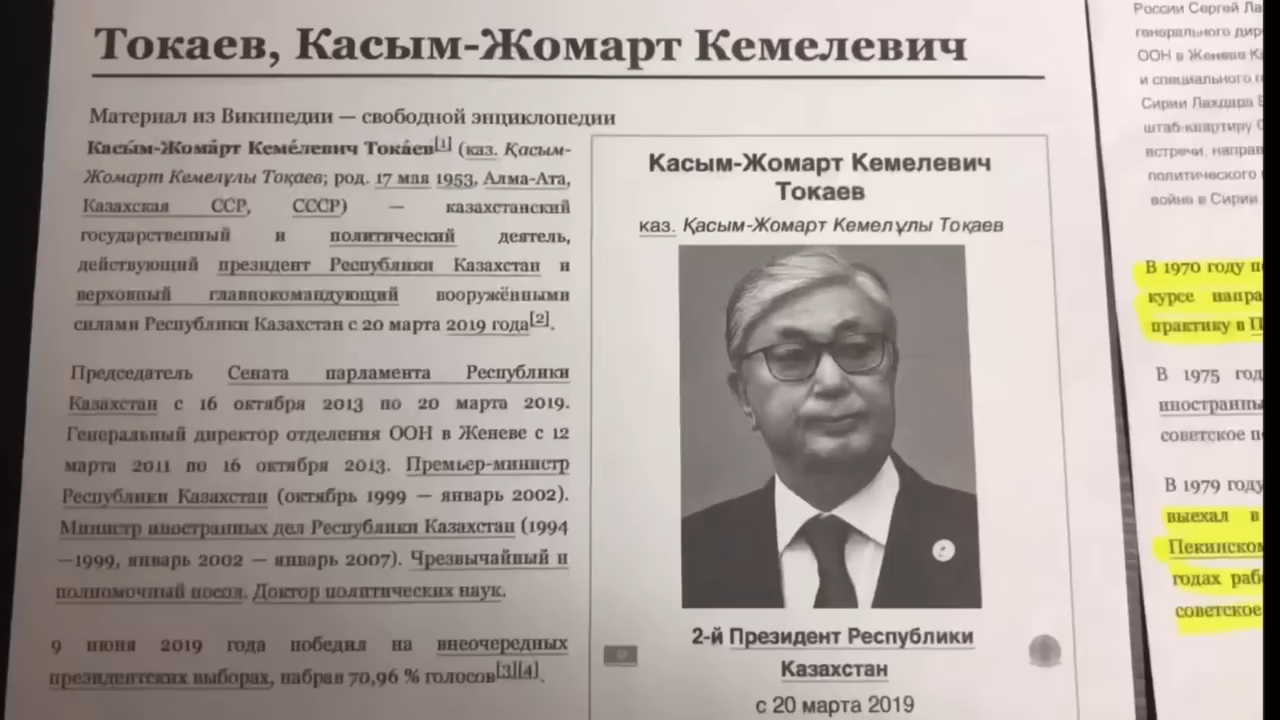 Токаев, Касым-Жомарт Кемелевич
Материал из Википедии — свободной энциклопедии
Касы́м-Жома́рт Кеме́левич Тока́ев[1] (каз. Қасым-
Жомарт Кемелұлы Тоқаев; род. 17 мая 1953, Алма-Ата,
Казахская ССР, СССР) — казахстанский
государственный и политический деятель,
действующий президент Республики Казахстан и
верховный главнокомандующий вооружёнными
силами Республики Казахстан с 20 марта 2019 года[2].
Председатель Сената парламента Республики
Казахстан с 16 октября 2013 по 20 марта 2019.
Генеральный директор отделения ООН в Женеве с 12
марта 2011 по 16 октября 2013. Премьер-министр
Республики Казахстан (октябрь 1999 — январь 2002).
Министр иностранных дел Республики Казахстан (1994
—1999, январь 2002 — январь 2007). Чрезвычайный и
полномочный посол. Доктор политических наук.
9 июня 2019 года победил на внеочередных
президентских выборах, набрав 70,96 % голосов[3][4].
Касым-Жомарт Кемелевич
Токаев
каз. Қасым-Жомарт Кемелұлы Тоқаев
2-й Президент Республики
Казахстан
с 20 марта 2019
России Сергей Ла
генерального дир
ООН в Женеве К
и специального п
Сирии Лахдара Б
штаб-квартиру О
встречи, направ
политического
война в Сирии
В 1970 году п
курсе напра
практику в П
В 1975 год
иностранны
советское п
В 1979 году
выехал в
Пекинском
годах раб
советское